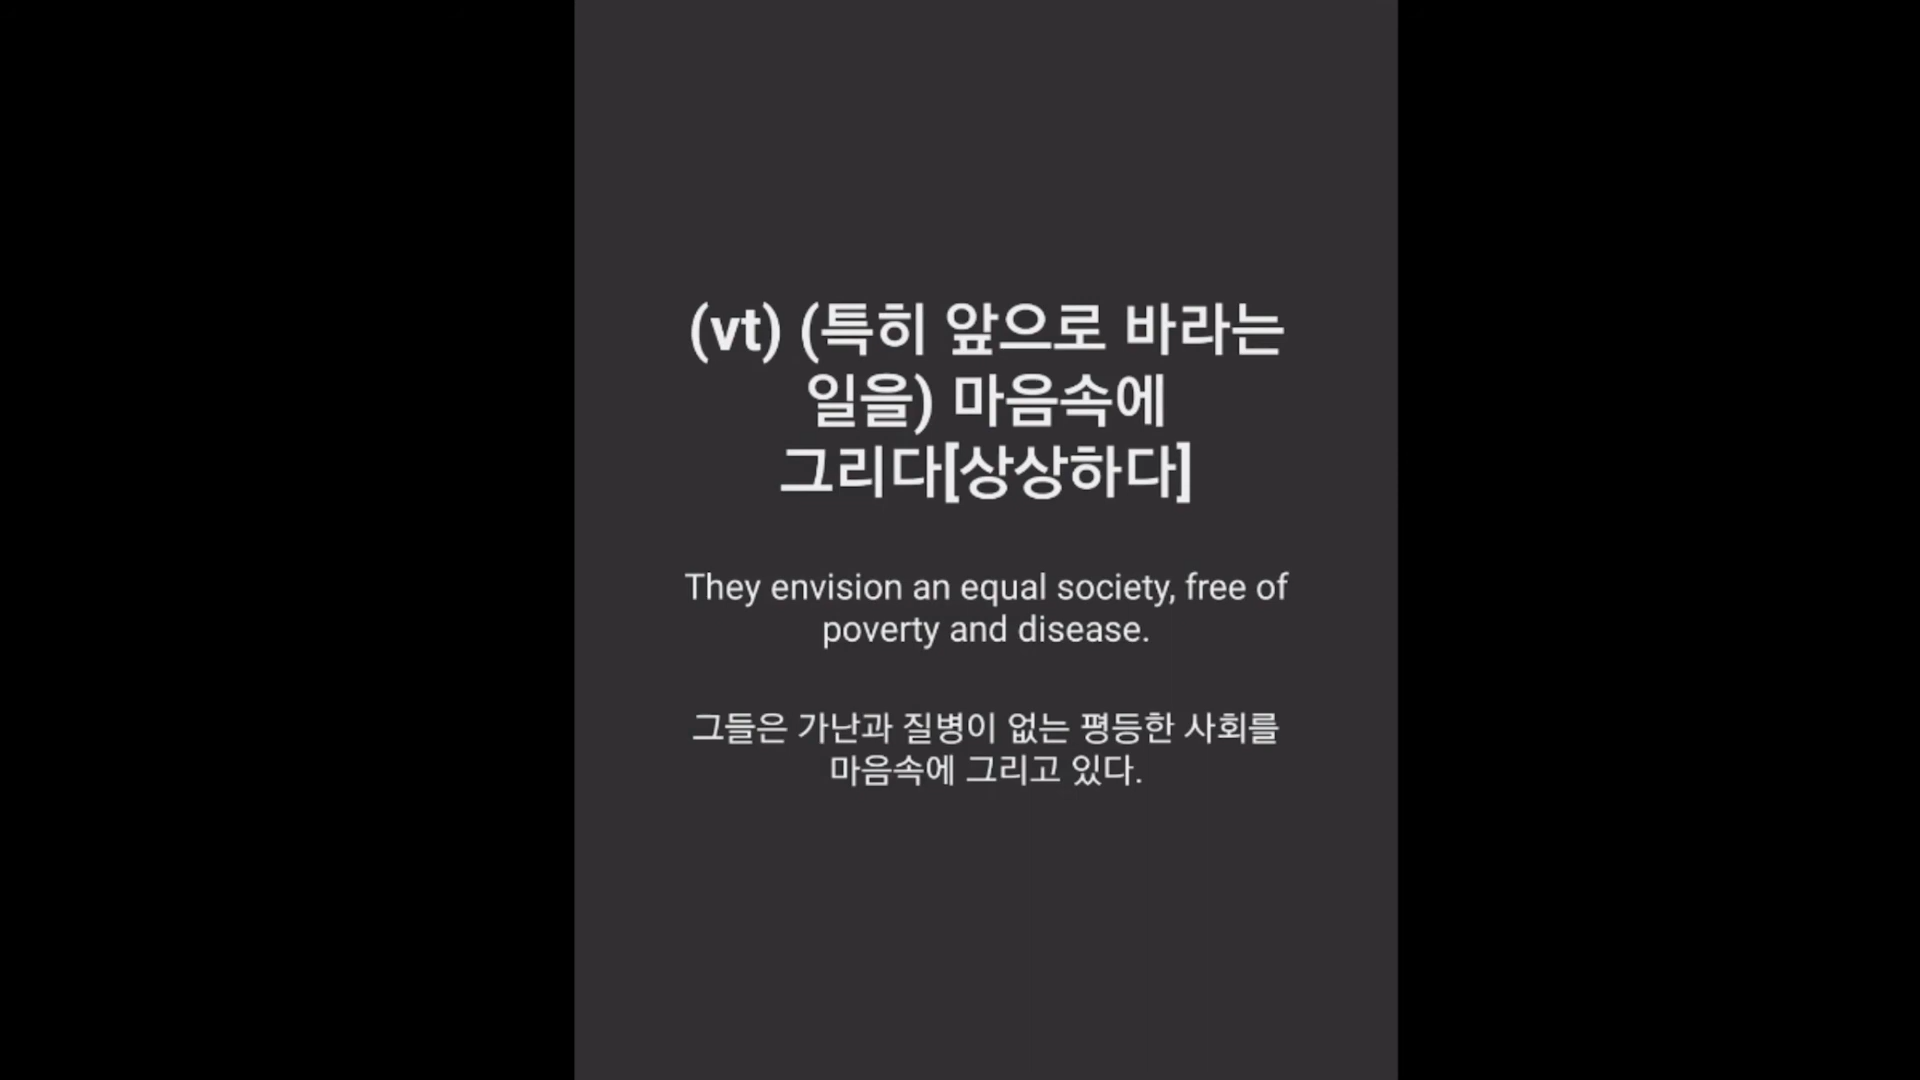 (vt) (특히 앞으로 바라는
일을) 마음속에
그리다[상상하다]
They envision an equal society, free of
poverty and disease.
그들은 가난과 질병이 없는 평등한 사회를
마음속에 그리고 있다.